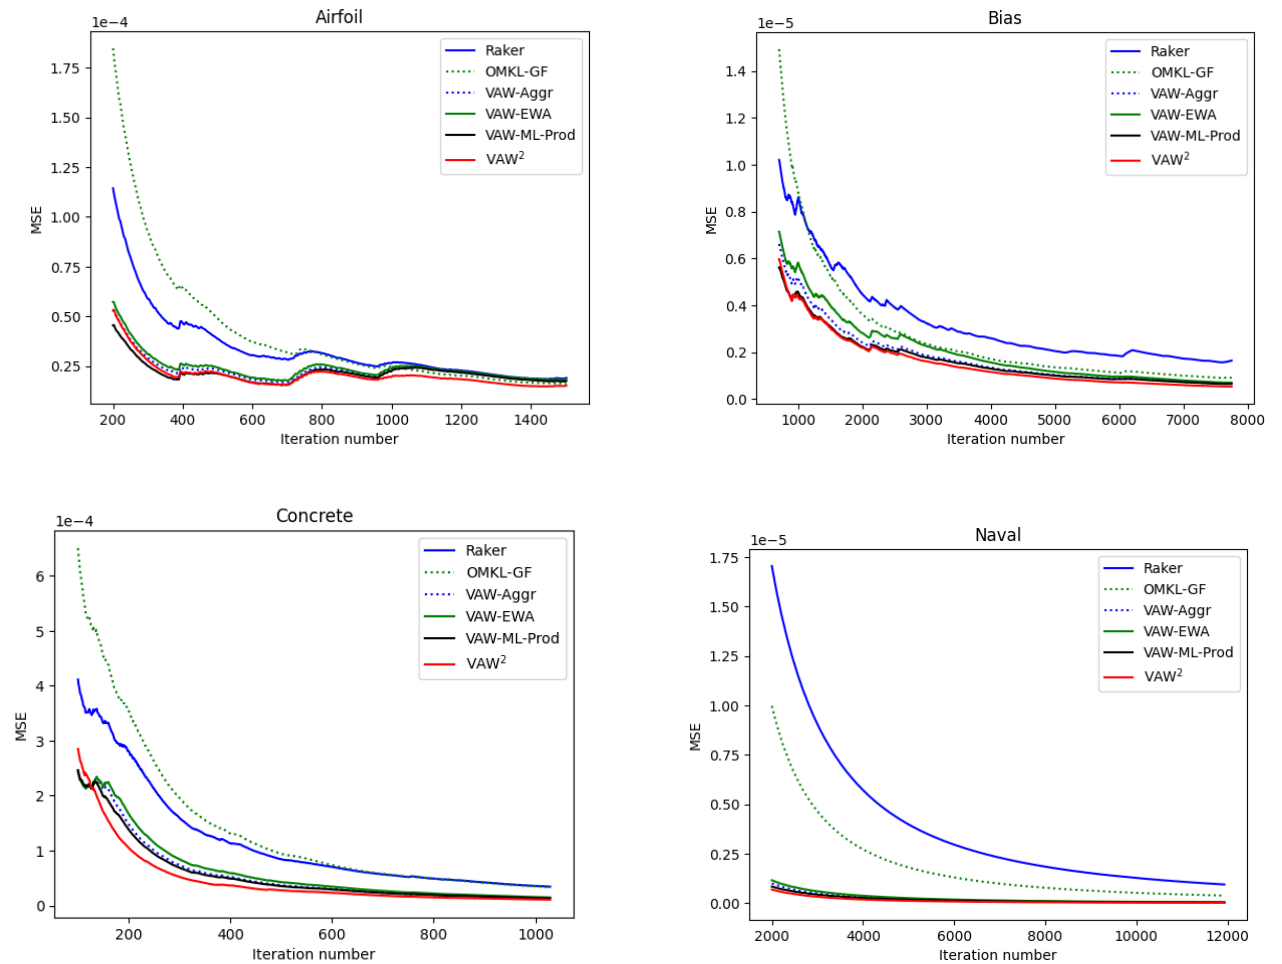 Airfoil
1e−4
1.75
1.50
1.25
1.00
0.75
0.50
0.25
MSE
200 400 600 800 1000 1200 1400
Iteration number
Raker
OMKL-GF
VAW-Aggr
VAW-EWA
VAW-ML-Prod
VAW²
Bias
1e−5
1.4
1.2
1.0
0.8
0.6
0.4
0.2
0.0
MSE
1000 2000 3000 4000 5000 6000 7000 8000
Iteration number
Raker
OMKL-GF
VAW-Aggr
VAW-EWA
VAW-ML-Prod
VAW²
Concrete
1e−4
6
5
4
3
2
1
0
MSE
200 400 600 800 1000
Iteration number
Raker
OMKL-GF
VAW-Aggr
VAW-EWA
VAW-ML-Prod
VAW²
Naval
1e−5
1.75
1.50
1.25
1.00
0.75
0.50
0.25
0.00
MSE
2000 4000 6000 8000 10000 12000
Iteration number
Raker
OMKL-GF
VAW-Aggr
VAW-EWA
VAW-ML-Prod
VAW²